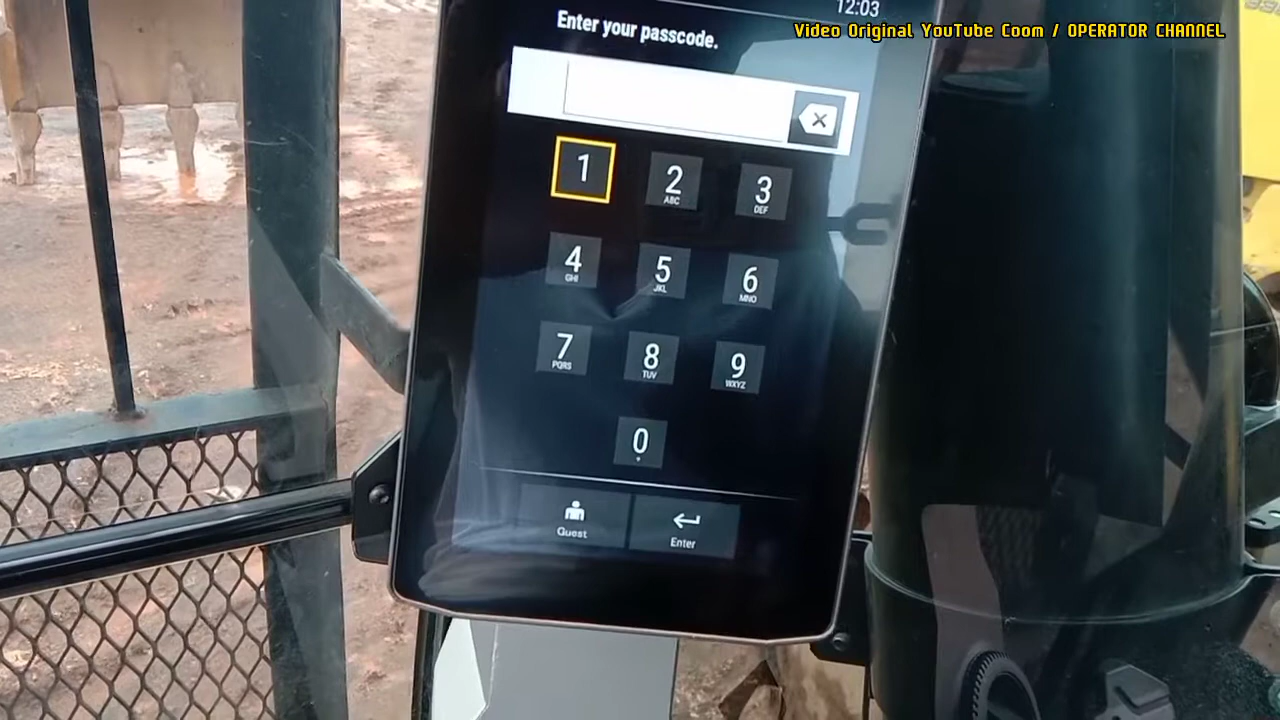 12:03
Video Original YouTube Coom / OPERATOR CHANNEL
Enter your passcode.
1
2
ABC
3
DEF
4
GHI
5
JKL
6
MNO
7
PQRS
8
TUV
9
WXYZ
0
Guest
Enter